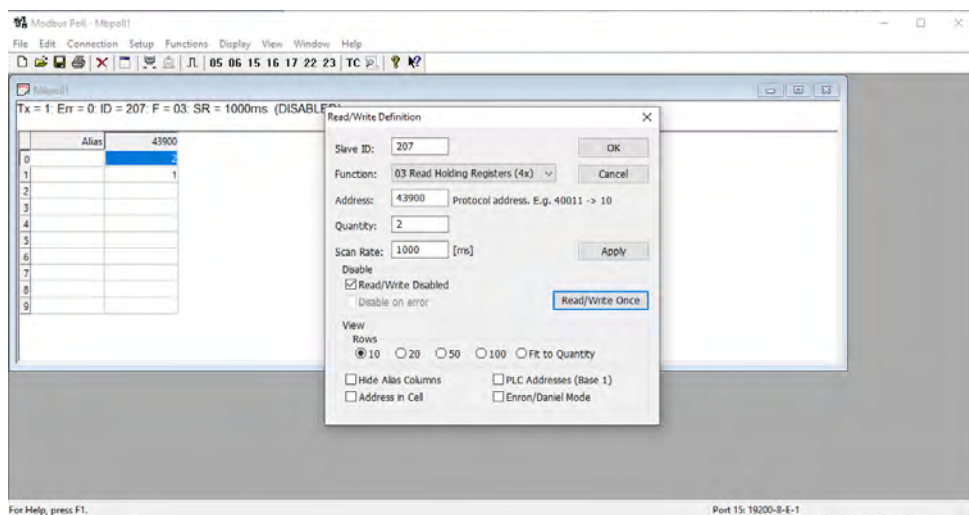 Modbus Poll - Mbpoll1
File Edit Connection Setup Functions Display View Window Help
05 06 15 16 17 22 23 TC
Mbpoll1
Tx = 1: Err = 0: ID = 207: F = 03: SR = 1000ms (DISABLED)
Alias 43900
0 2
1 1
2
3
4
5
6
7
8
9
Read/Write Definition
Slave ID: 207 OK
Function: 03 Read Holding Registers (4x) Cancel
Address: 43900 Protocol address. E.g. 40011 -> 10
Quantity: 2
Scan Rate: 1000 [ms] Apply
Disable
Read/Write Disabled
Disable on error Read/Write Once
View
Rows
10 20 50 100 Fit to Quantity
Hide Alias Columns PLC Addresses (Base 1)
Address in Cell Enron/Daniel Mode
For Help, press F1. Port 15: 19200-8-E-1